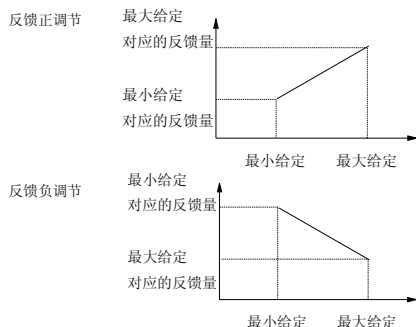 反馈正调节
最大给定
对应的反馈量
最小给定
对应的反馈量
最小给定 最大给定
反馈负调节
最小给定
对应的反馈量
最大给定
对应的反馈量
最小给定 最大给定